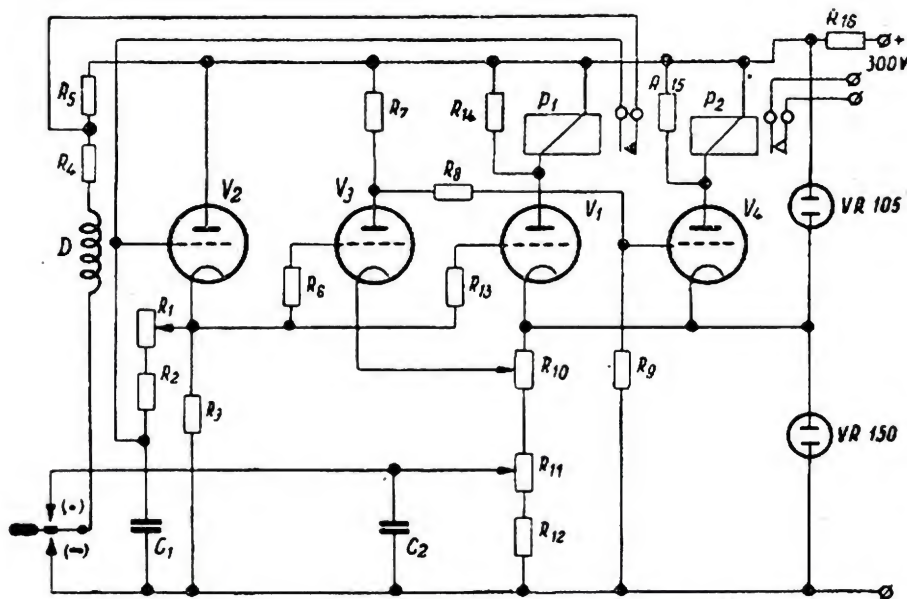 R16
+
300V
R5
R7
R14
P1
R15
P2
R4
V2
V3
R8
V1
V4
VR 105
D
R6
R13
R1
R2
R3
R10
R9
VR 150
R11
(•)
(–)
C1
C2
R12